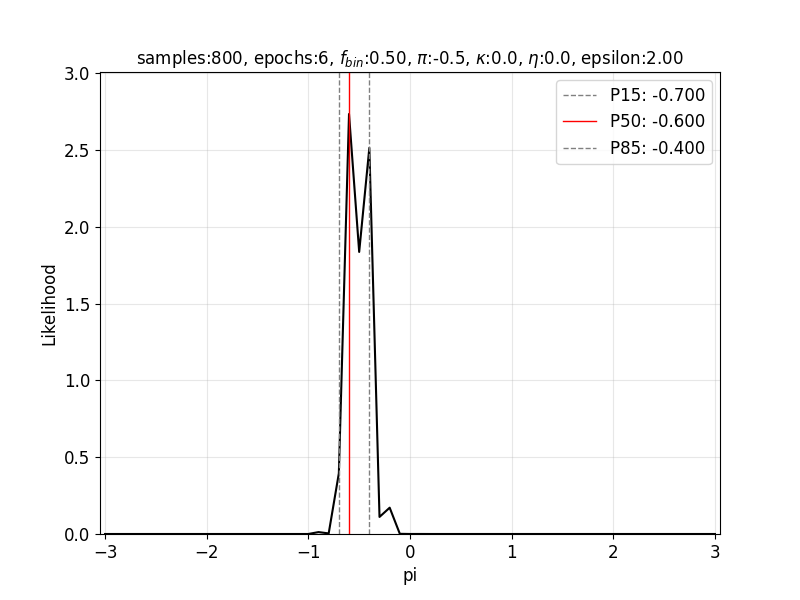 samples:800, epochs:6, f_bin:0.50, π:-0.5, κ:0.0, η:0.0, epsilon:2.00
3.0
2.5
2.0
1.5
1.0
0.5
0.0
Likelihood
P15: -0.700
P50: -0.600
P85: -0.400
−3 −2 −1 0 1 2 3
pi